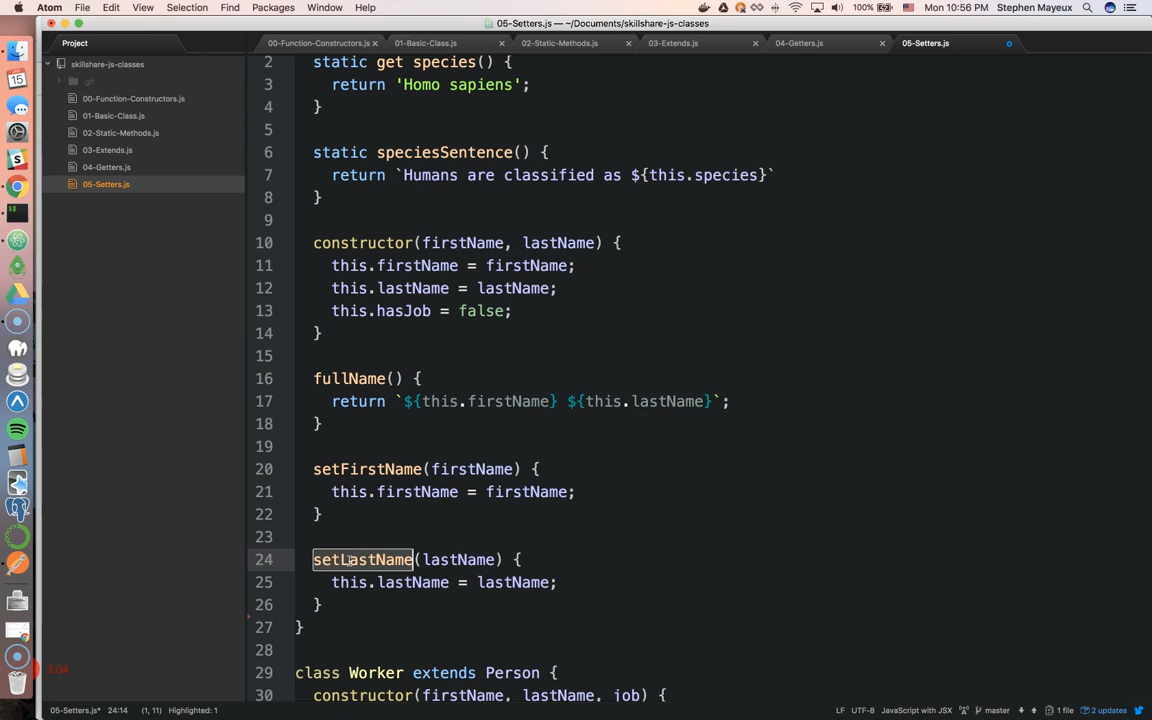 Atom File Edit View Selection Find Packages Window Help 100% Mon 10:56 PM Stephen Mayeux
05-Setters.js — ~/Documents/skillshare-js-classes
Project
00-Function-Constructors.js
01-Basic-Class.js
02-Static-Methods.js
03-Extends.js
04-Getters.js
05-Setters.js
skillshare-js-classes
.git
00-Function-Constructors.js
01-Basic-Class.js
02-Static-Methods.js
03-Extends.js
04-Getters.js
05-Setters.js
2 static get species() {
3 return 'Homo sapiens';
4 }
5
6 static speciesSentence() {
7 return `Humans are classified as ${this.species}`
8 }
9
10 constructor(firstName, lastName) {
11 this.firstName = firstName;
12 this.lastName = lastName;
13 this.hasJob = false;
14 }
15
16 fullName() {
17 return `${this.firstName} ${this.lastName}`;
18 }
19
20 setFirstName(firstName) {
21 this.firstName = firstName;
22 }
23
24 setLastName(lastName) {
25 this.lastName = lastName;
26 }
27 }
28
29 class Worker extends Person {
30 constructor(firstName, lastName, job) {
3:04
05-Setters.js* 24:14 (1, 11) Highlighted: 1 LF UTF-8 JavaScript with JSX master 1 file 2 updates